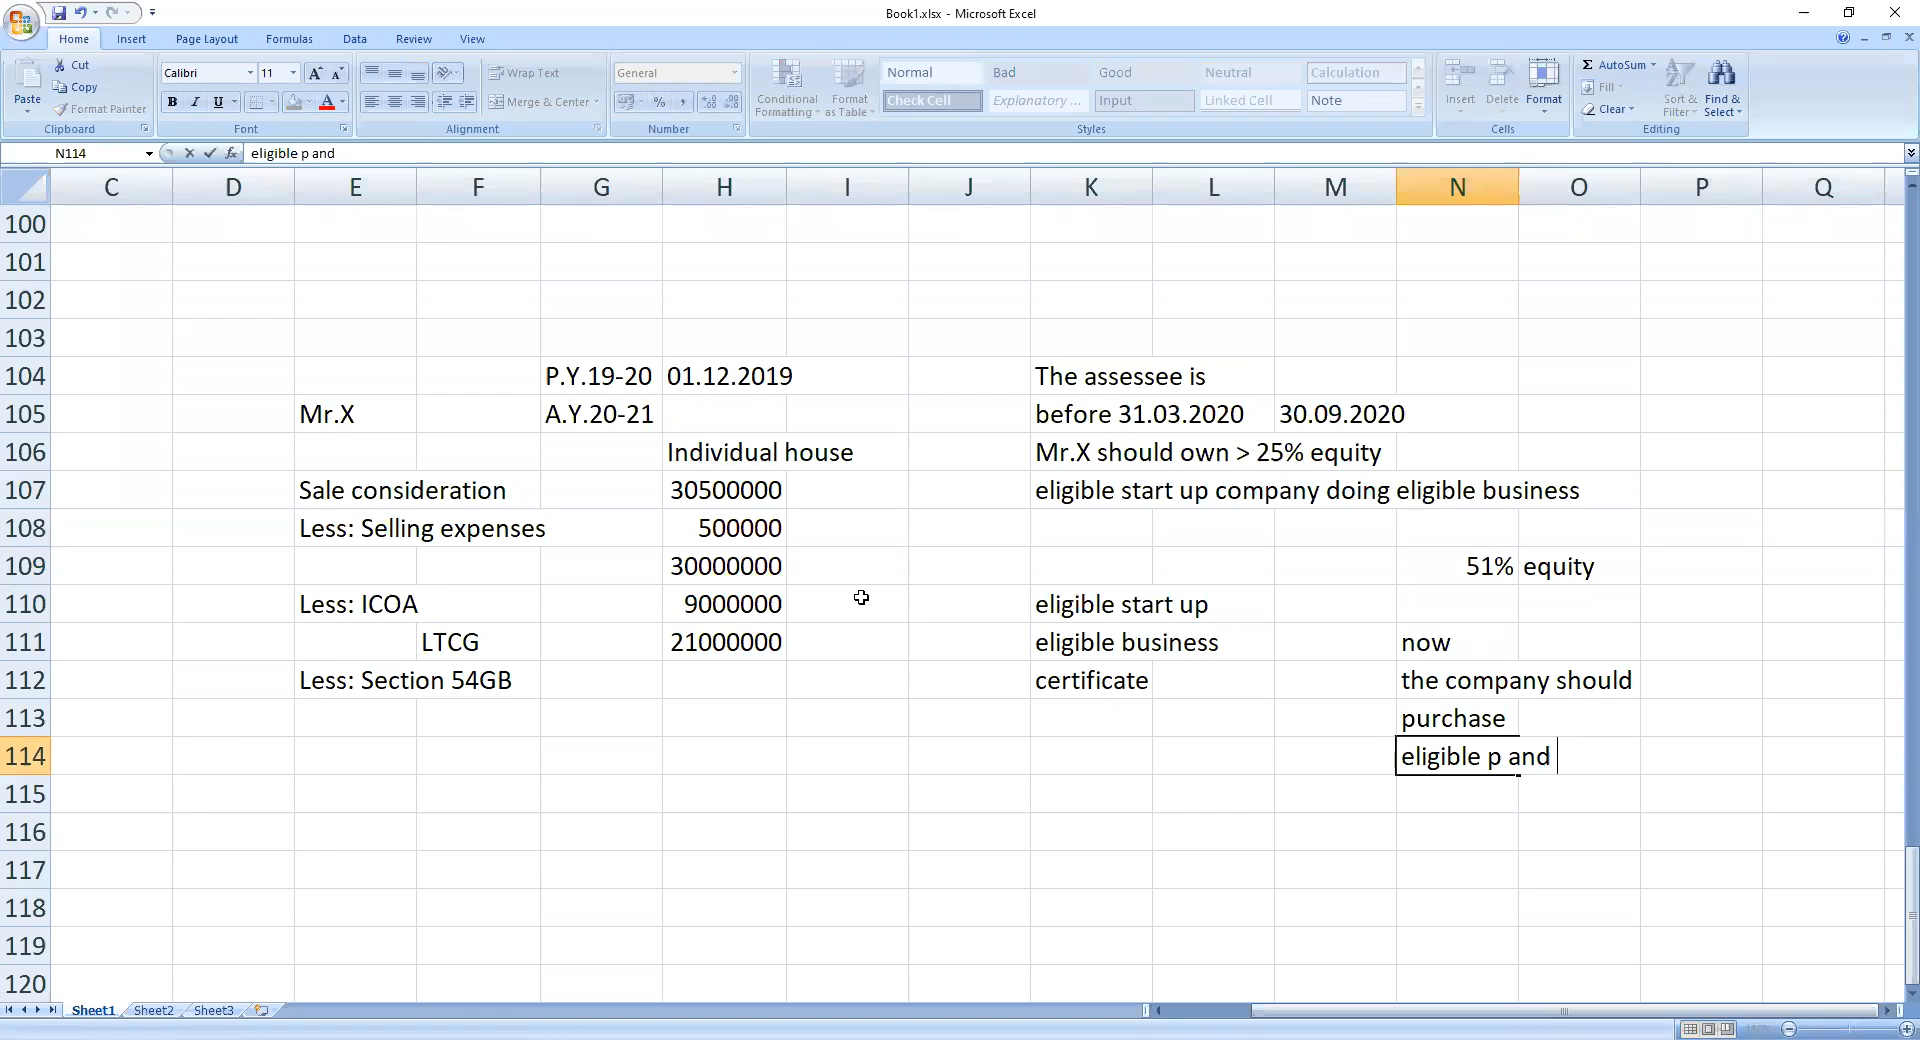 Book1.xlsx - Microsoft Excel
Home Insert Page Layout Formulas Data Review View
Cut
Copy
Format Painter
Paste
Clipboard
Calibri 11
Font
Wrap Text
Merge & Center
Alignment
General
Number
Conditional Formatting
Format as Table
Normal Bad Good Neutral Calculation
Check Cell Explanatory ... Input Linked Cell Note
Styles
Insert Delete Format
Cells
AutoSum
Fill
Clear
Sort & Filter
Find & Select
Editing
N114 fx eligible p and
C D E F G H I J K L M N O P Q
100
101
102
103
104 P.Y.19-20 01.12.2019 The assessee is
105 Mr.X A.Y.20-21 before 31.03.2020 30.09.2020
106 Individual house Mr.X should own > 25% equity
107 Sale consideration 30500000 eligible start up company doing eligible business
108 Less: Selling expenses 500000
109 30000000 51% equity
110 Less: ICOA 9000000 eligible start up
111 LTCG 21000000 eligible business now
112 Less: Section 54GB certificate the company should
113 purchase
114 eligible p and
115
116
117
118
119
120
Sheet1 Sheet2 Sheet3